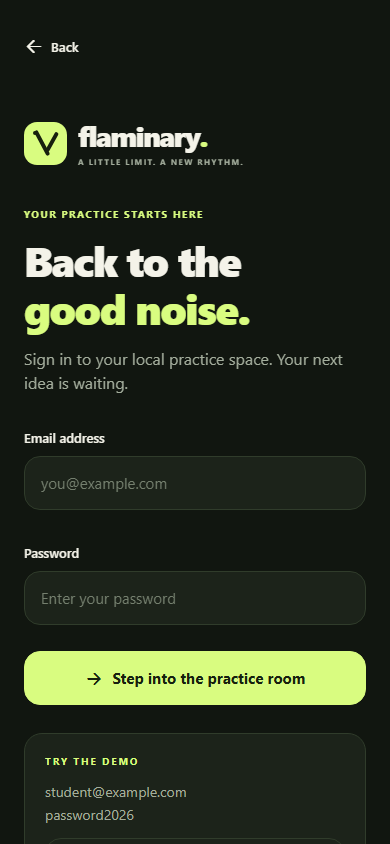 Back
flaminary.
A LITTLE LIMIT. A NEW RHYTHM.
YOUR PRACTICE STARTS HERE
Back to the
good noise.
Sign in to your local practice space. Your next
idea is waiting.
Email address
you@example.com
Password
Enter your password
Step into the practice room
TRY THE DEMO
student@example.com
password2026